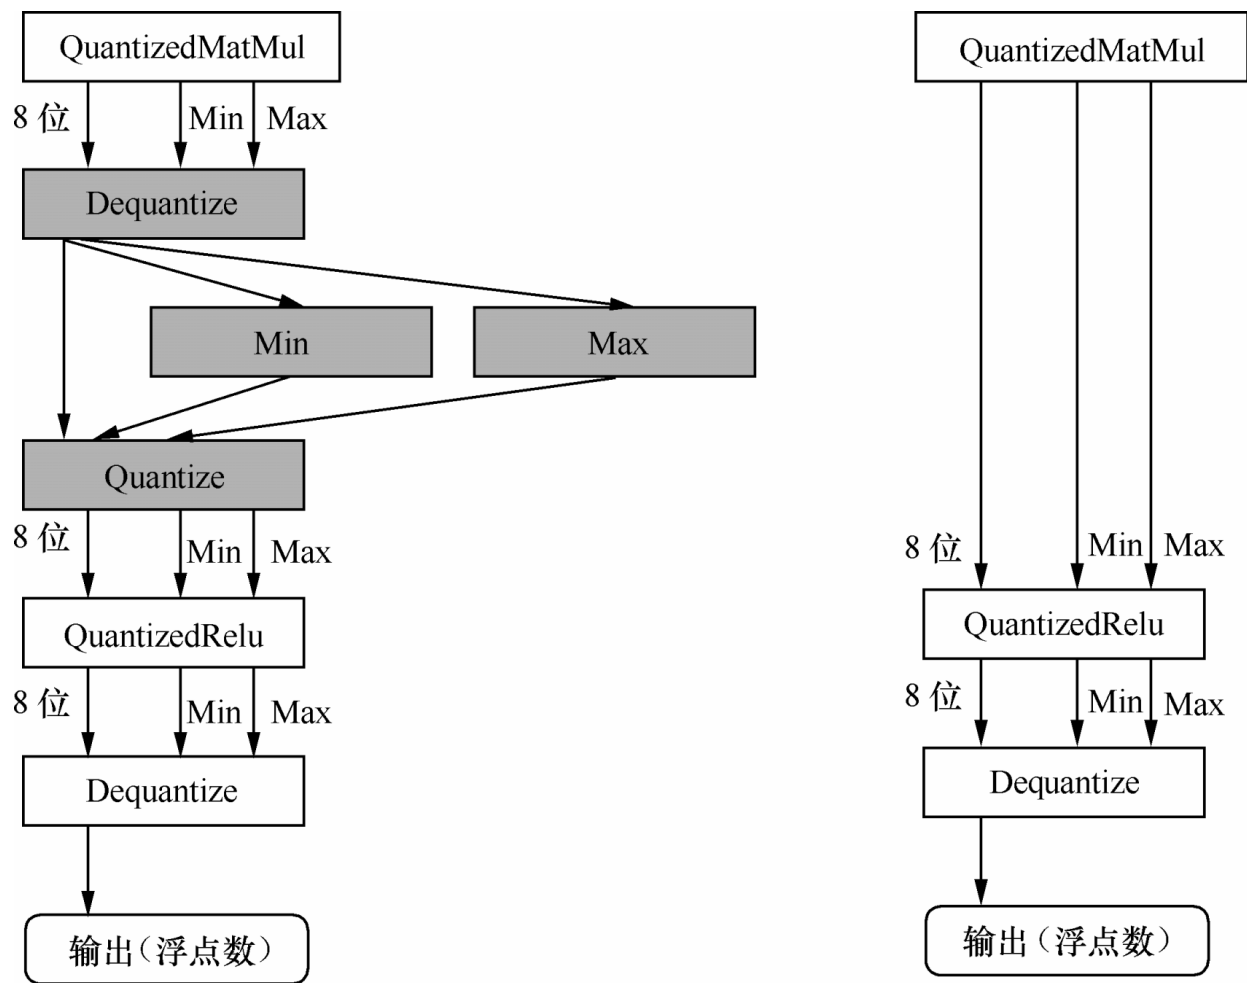 QuantizedMatMul
8 位 Min Max
Dequantize
Min Max
Quantize
8 位 Min Max
QuantizedRelu
8 位 Min Max
Dequantize
输出(浮点数)
QuantizedMatMul
8 位 Min Max
QuantizedRelu
8 位 Min Max
Dequantize
输出(浮点数)